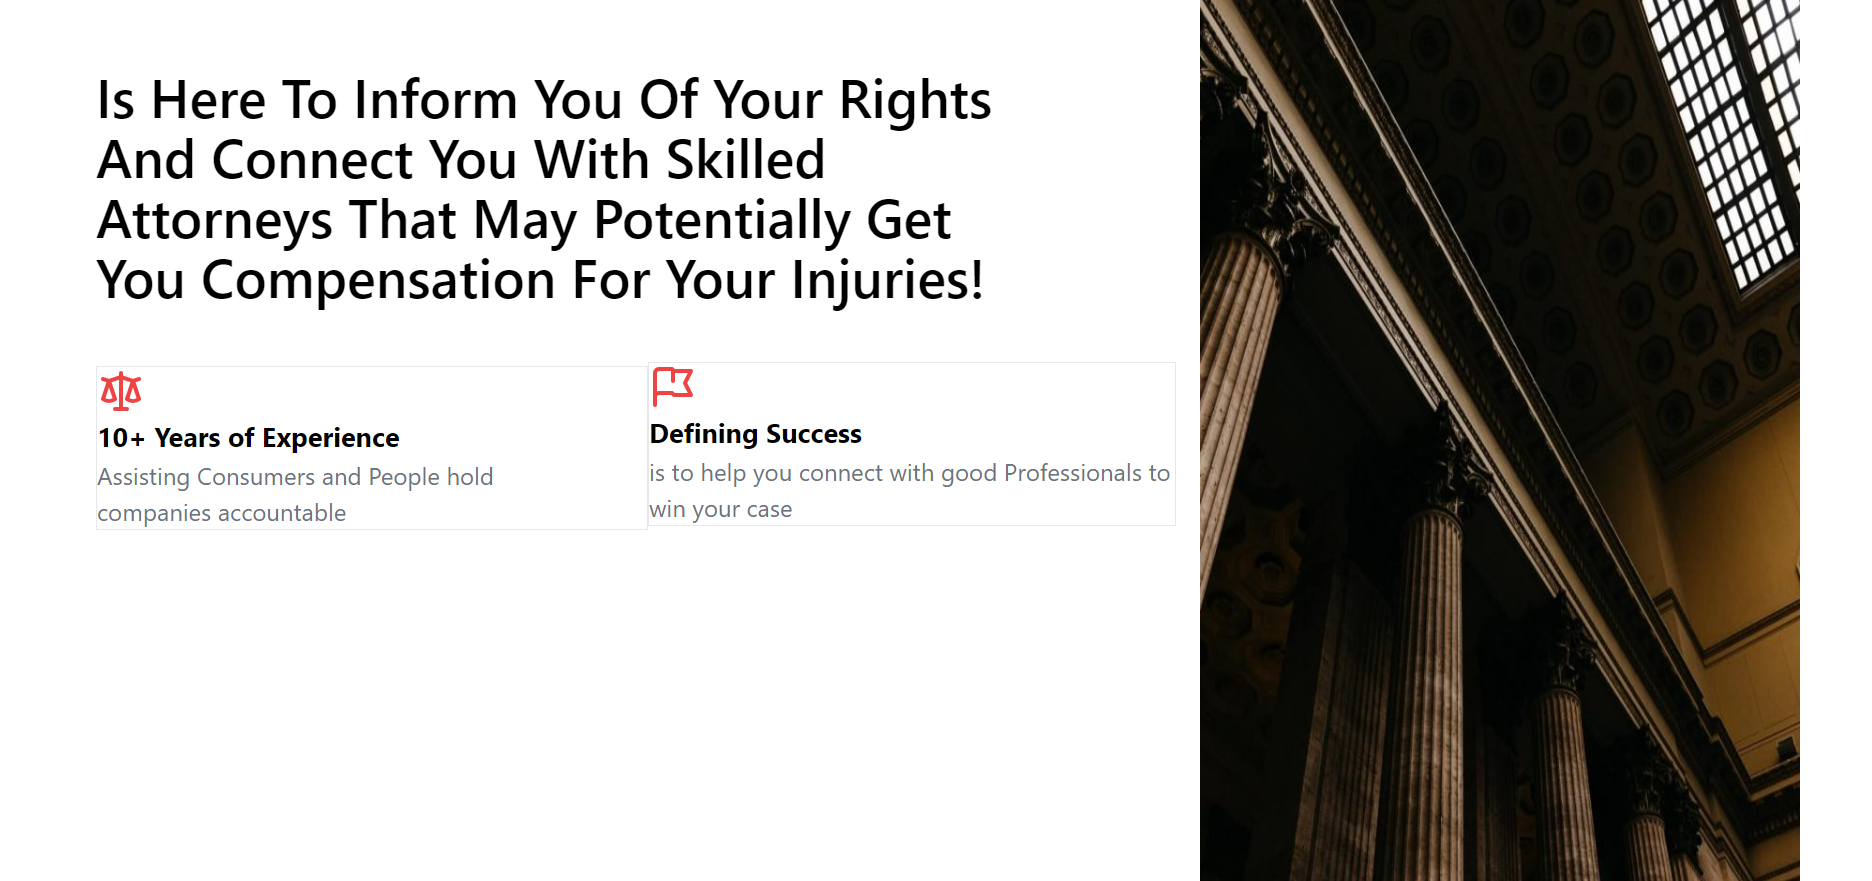 Is Here To Inform You Of Your Rights
And Connect You With Skilled
Attorneys That May Potentially Get
You Compensation For Your Injuries!
10+ Years of Experience
Assisting Consumers and People hold
companies accountable
Defining Success
is to help you connect with good Professionals to
win your case